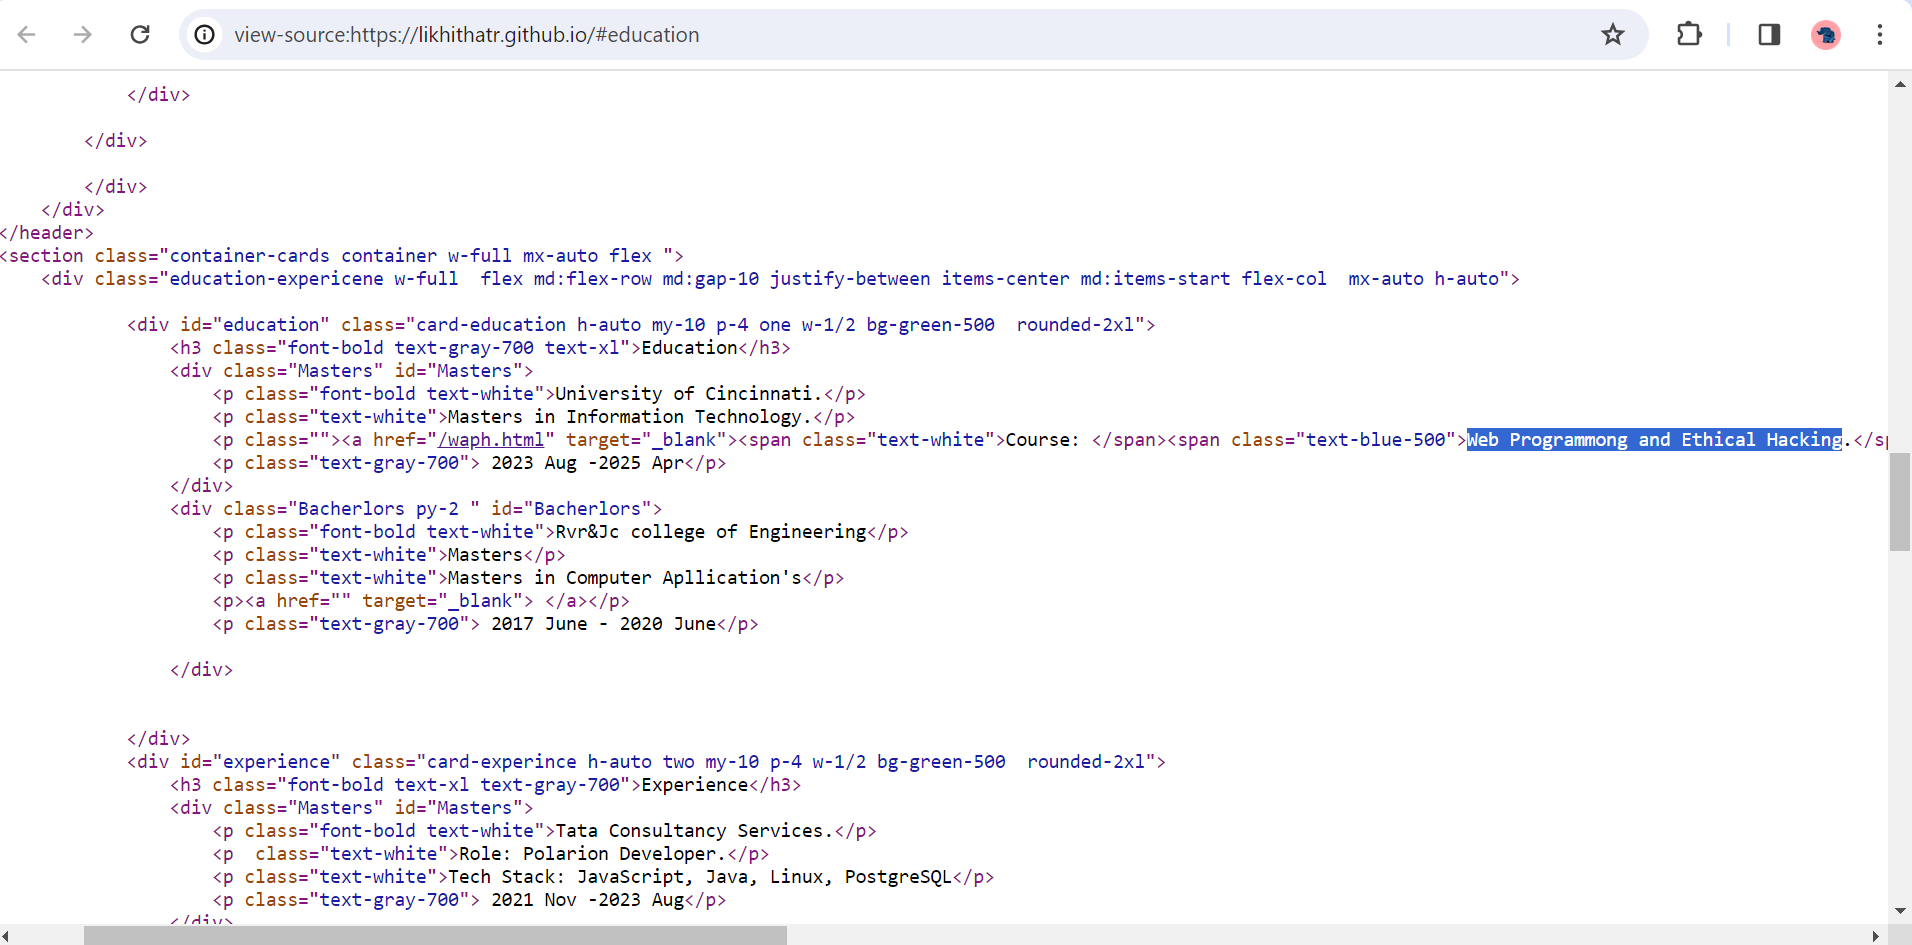 view-source:https://likhithatr.github.io/#education
</div>
</div>
</div>
</div>
</header>
<section class="container-cards container w-full mx-auto flex ">
<div class="education-expericene w-full  flex md:flex-row md:gap-10 justify-between items-center md:items-start flex-col  mx-auto h-auto">
<div id="education" class="card-education h-auto my-10 p-4 one w-1/2 bg-green-500  rounded-2xl">
<h3 class="font-bold text-gray-700 text-xl">Education</h3>
<div class="Masters" id="Masters">
<p class="font-bold text-white">University of Cincinnati.</p>
<p class="text-white">Masters in Information Technology.</p>
<p class=""><a href="/waph.html" target="_blank"><span class="text-white">Course: </span><span class="text-blue-500">Web Programmong and Ethical Hacking.</sp
<p class="text-gray-700"> 2023 Aug -2025 Apr</p>
</div>
<div class="Bacherlors py-2 " id="Bacherlors">
<p class="font-bold text-white">Rvr&Jc college of Engineering</p>
<p class="text-white">Masters</p>
<p class="text-white">Masters in Computer Apllication's</p>
<p><a href="" target="_blank"> </a></p>
<p class="text-gray-700"> 2017 June - 2020 June</p>
</div>
</div>
<div id="experience" class="card-experince h-auto two my-10 p-4 w-1/2 bg-green-500  rounded-2xl">
<h3 class="font-bold text-xl text-gray-700">Experience</h3>
<div class="Masters" id="Masters">
<p class="font-bold text-white">Tata Consultancy Services.</p>
<p  class="text-white">Role: Polarion Developer.</p>
<p class="text-white">Tech Stack: JavaScript, Java, Linux, PostgreSQL</p>
<p class="text-gray-700"> 2021 Nov -2023 Aug</p>
</div>